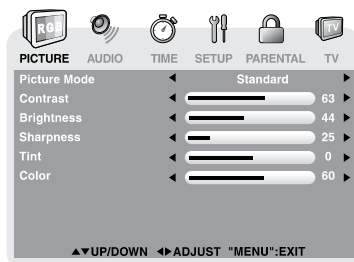 RGB TV
PICTURE AUDIO TIME SETUP PARENTAL TV
Picture Mode Standard
Contrast 63
Brightness 44
Sharpness 25
Tint 0
Color 60
▲▼UP/DOWN ◀▶ADJUST "MENU":EXIT